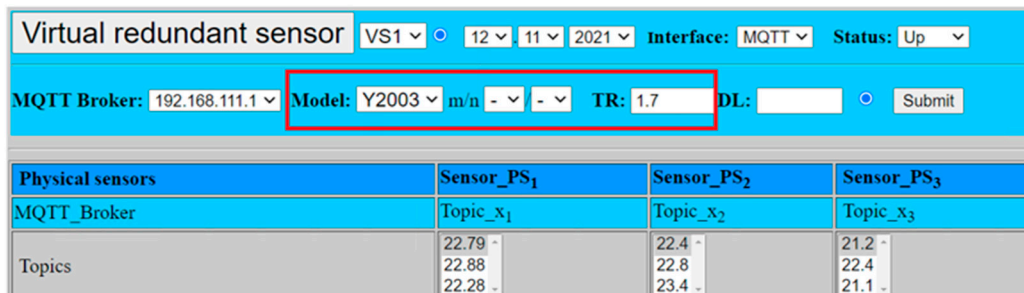 Virtual redundant sensor VS1 12 . 11 2021 Interface: MQTT Status: Up
MQTT Broker: 192.168.111.1 Model: Y2003 m/n - / - TR: 1.7 DL: Submit
Physical sensors Sensor_PS₁ Sensor_PS₂ Sensor_PS₃
MQTT_Broker Topic_x₁ Topic_x₂ Topic_x₃
22.79 22.4 21.2
Topics 22.88 22.8 22.4
22.28 23.4 21.1